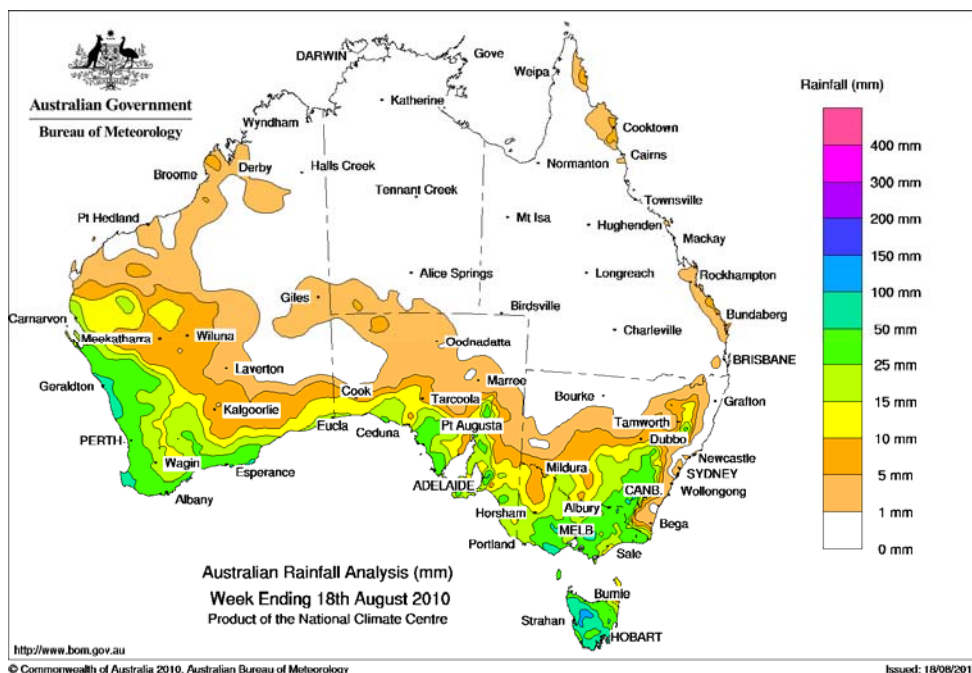 Australian Government
Bureau of Meteorology
DARWIN
Gove
Weipa
Katherine
Wyndham
Cooktown
Cairns
Broome
Derby
Halls Creek
Normanton
Tennant Creek
Townsville
Pt Hedland
Mt Isa
Hughenden
Mackay
Alice Springs
Longreach
Rockhampton
Giles
Birdsville
Bundaberg
Carnarvon
Meekatharra
Wiluna
Oodnadatta
Charleville
BRISBANE
Laverton
Geraldton
Cook
Marree
Kalgoorlie
Tarcoola
Bourke
Grafton
Eucla
Ceduna
Pt Augusta
Tamworth
Dubbo
PERTH
Wagin
Esperance
Mildura
Newcastle
SYDNEY
Albany
ADELAIDE
CANB.
Wollongong
Horsham
Albury
Bega
Portland
MELB
Sale
Burnie
Strahan
HOBART
Rainfall (mm)
400 mm
300 mm
200 mm
150 mm
100 mm
50 mm
25 mm
15 mm
10 mm
5 mm
1 mm
0 mm
Australian Rainfall Analysis (mm)
Week Ending 18th August 2010
Product of the National Climate Centre
http://www.bom.gov.au
© Commonwealth of Australia 2010, Australian Bureau of Meteorology
Issued: 18/08/201